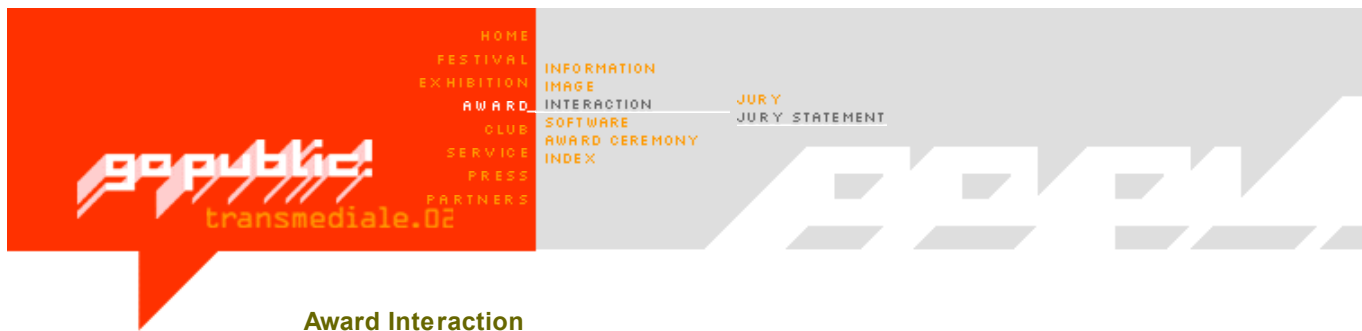 HOME
FESTIVAL
EXHIBITION
AWARD
CLUB
SERVICE
PRESS
PARTNERS
INFORMATION
IMAGE
INTERACTION
SOFTWARE
AWARD CEREMONY
INDEX
JURY
JURY STATEMENT
go public!
transmediale.02
Award Interaction